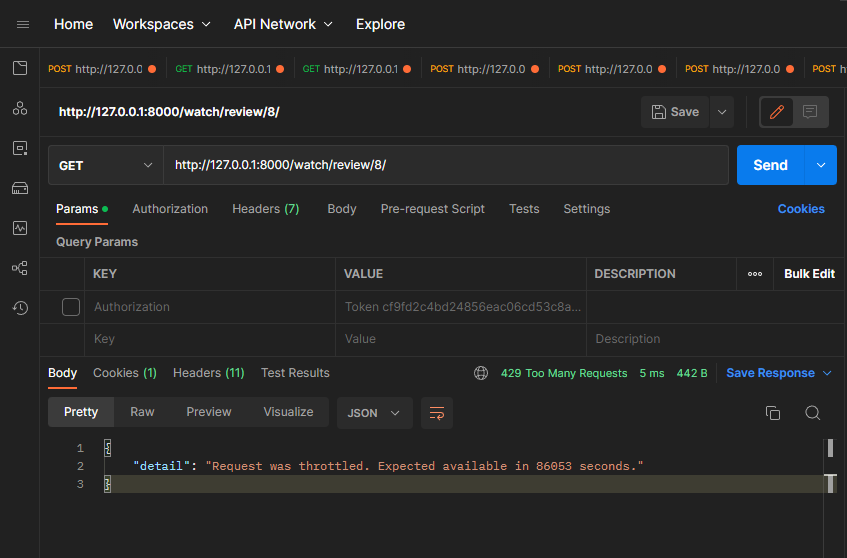 Home Workspaces API Network Explore
POST http://127.0.0 GET http://127.0.0.1 GET http://127.0.0.1 POST http://127.0.0 POST http://127.0.0 POST http://127.0.0 POST ht
http://127.0.0.1:8000/watch/review/8/ Save
GET http://127.0.0.1:8000/watch/review/8/ Send
Params Authorization Headers (7) Body Pre-request Script Tests Settings Cookies
Query Params
KEY VALUE DESCRIPTION Bulk Edit
Authorization Token cf9fd2c4bd24856eac06cd53c8a...
Key Value Description
Body Cookies (1) Headers (11) Test Results 429 Too Many Requests 5 ms 442 B Save Response
Pretty Raw Preview Visualize JSON
1 {
2 "detail": "Request was throttled. Expected available in 86053 seconds."
3 }